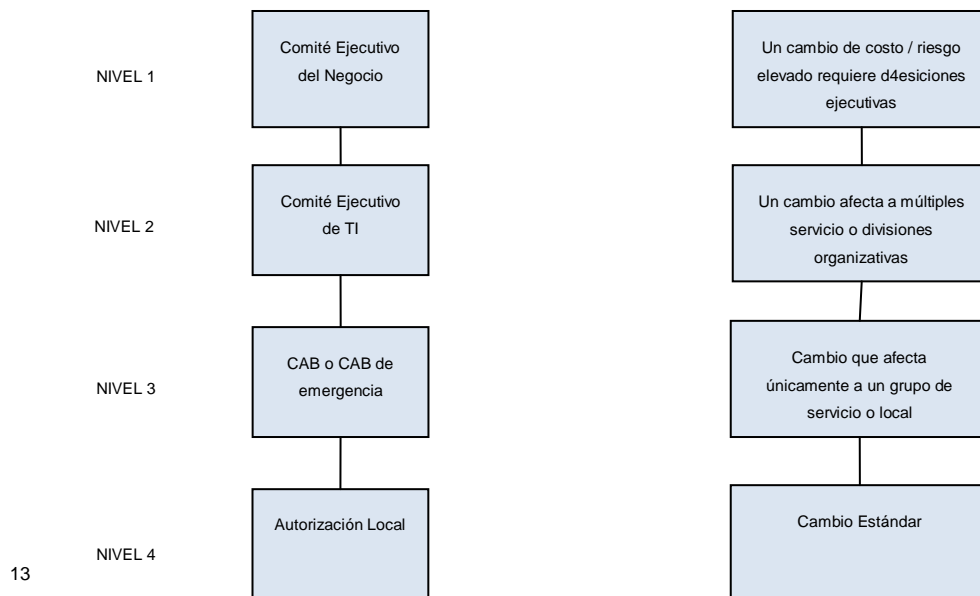 NIVEL 1
Comité Ejecutivo
del Negocio
Un cambio de costo / riesgo
elevado requiere d4esiciones
ejecutivas
NIVEL 2
Comité Ejecutivo
de TI
Un cambio afecta a múltiples
servicio o divisiones
organizativas
NIVEL 3
CAB o CAB de
emergencia
Cambio que afecta
únicamente a un grupo de
servicio o local
NIVEL 4
Autorización Local
Cambio Estándar
13